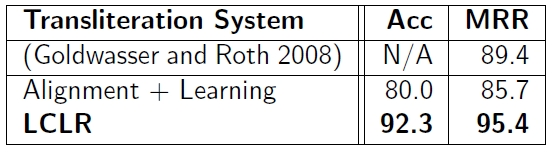 Transliteration System Acc MRR
(Goldwasser and Roth 2008) N/A 89.4
Alignment + Learning 80.0 85.7
LCLR 92.3 95.4